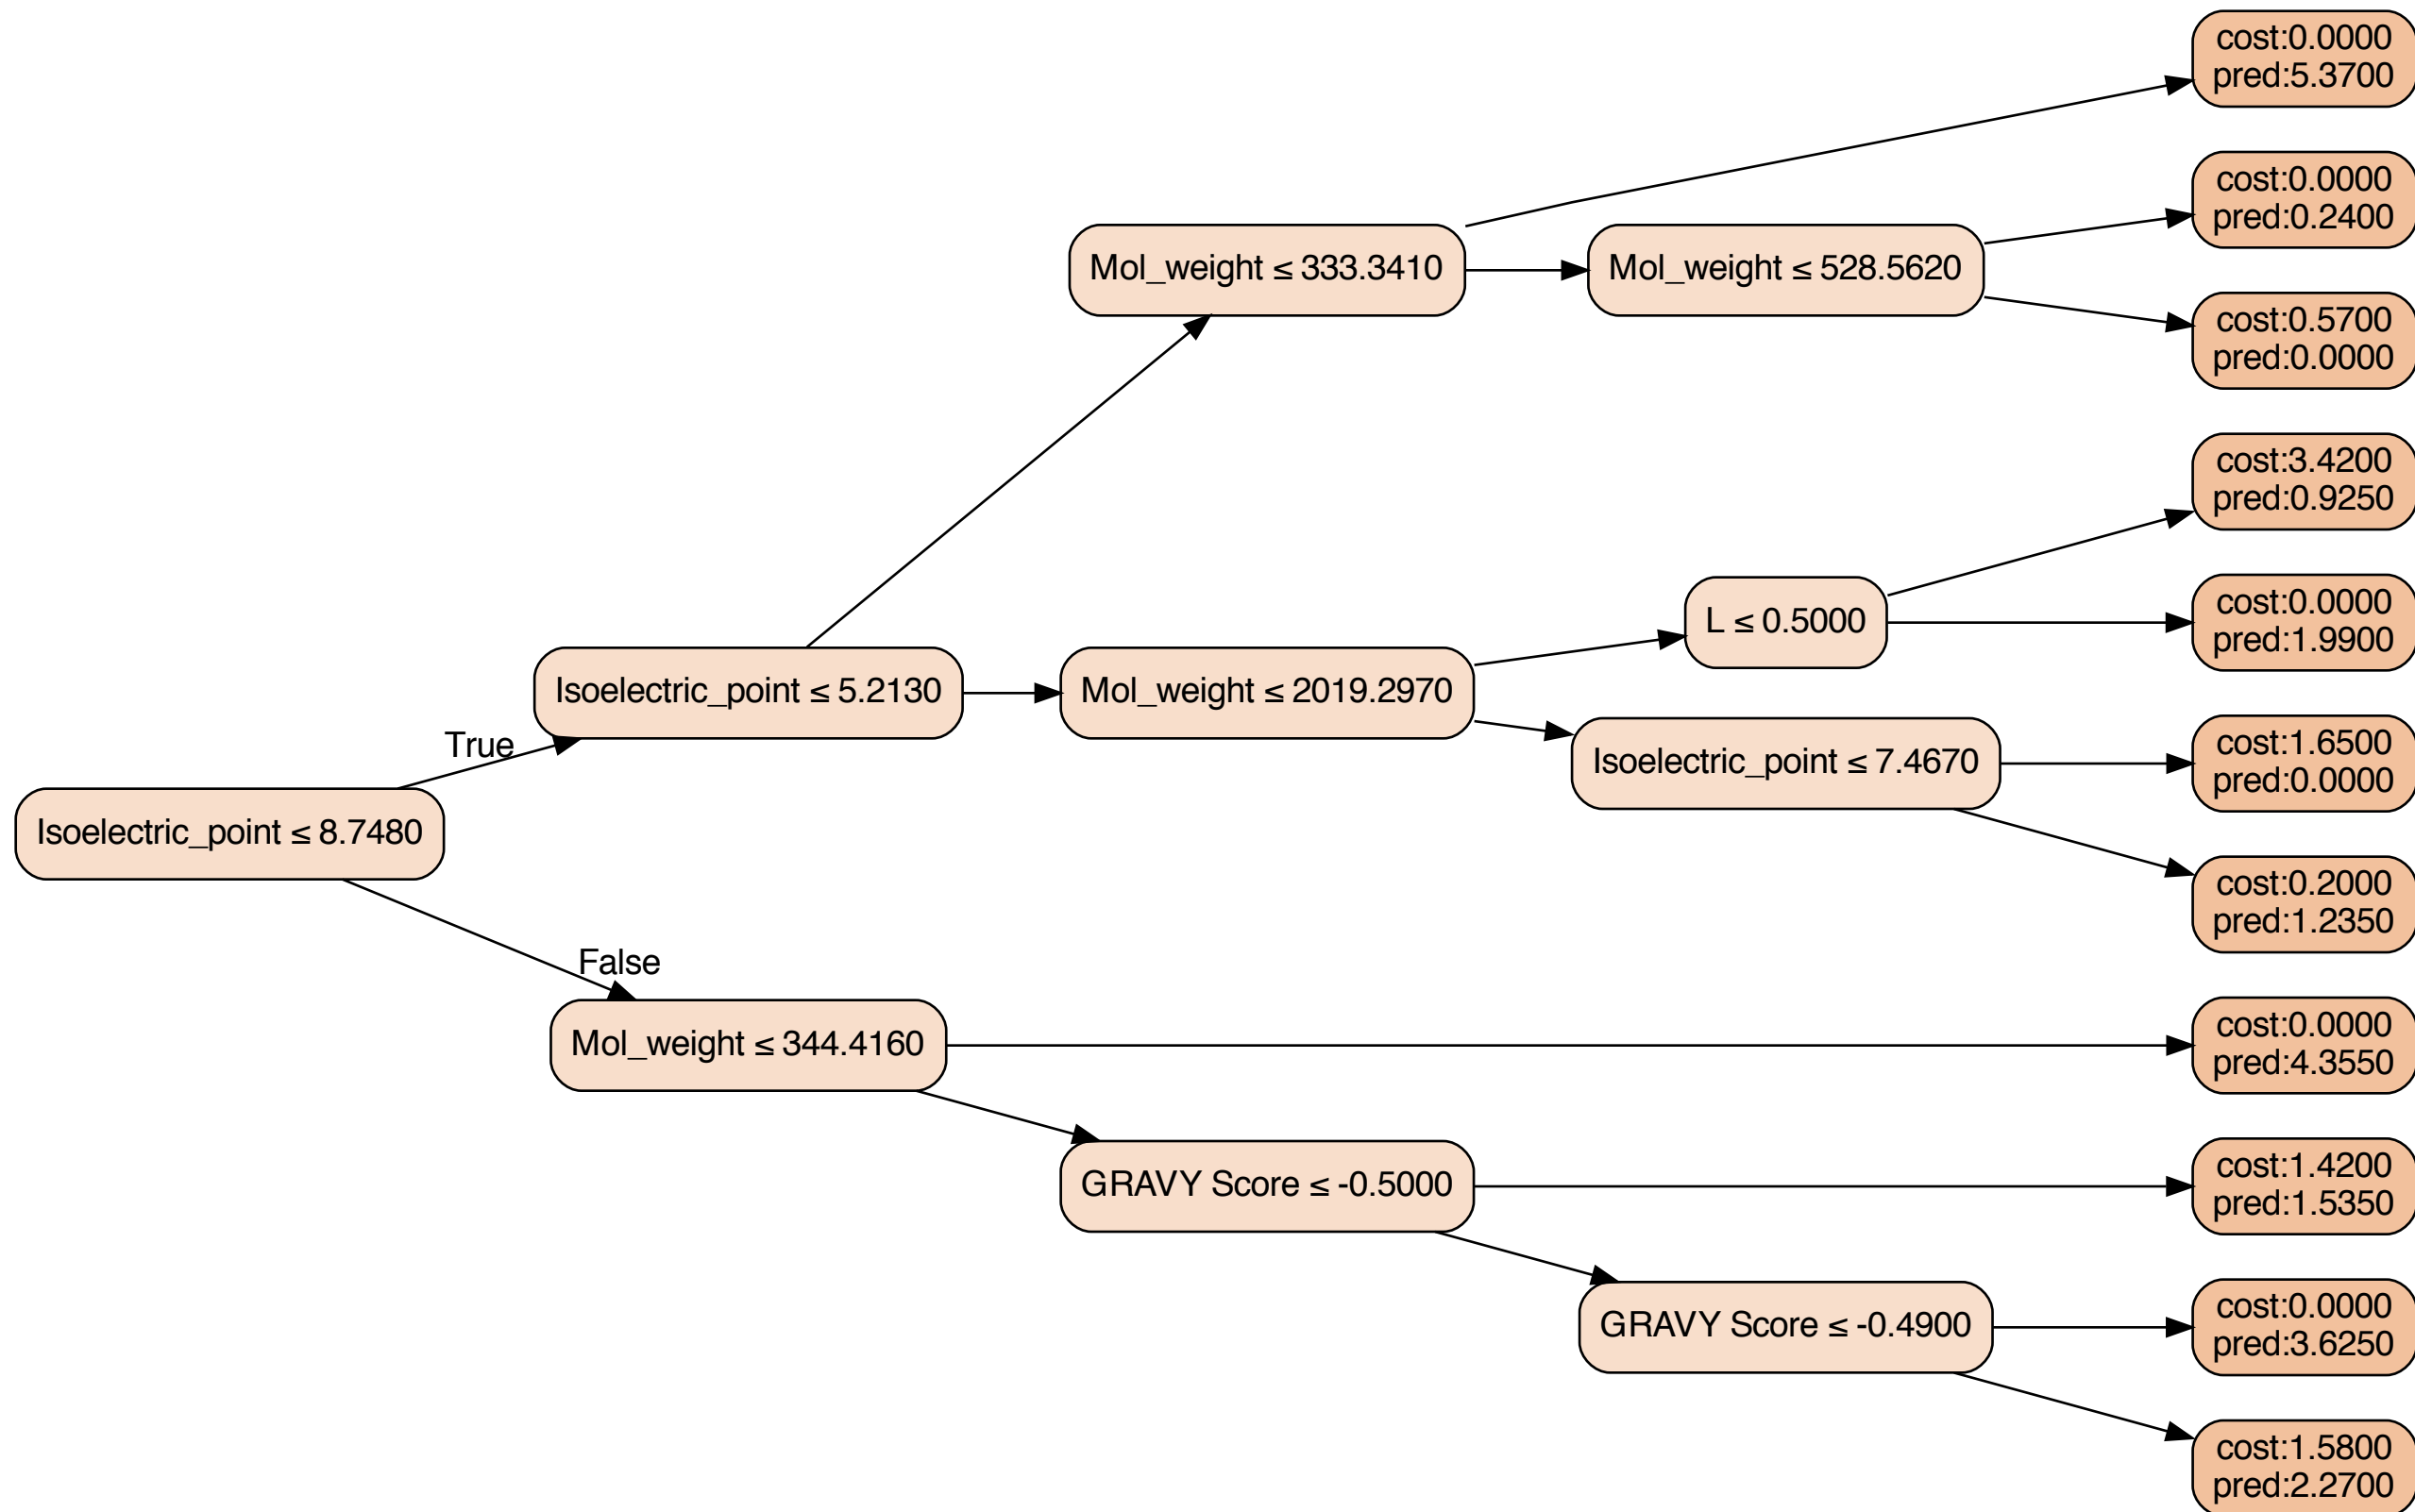 cost:0.0000
pred:5.3700
cost:0.0000
pred:0.2400
Mol_weight ≤ 333.3410
Mol_weight ≤ 528.5620
cost:0.5700
pred:0.0000
cost:3.4200
pred:0.9250
L ≤ 0.5000
cost:0.0000
pred:1.9900
Isoelectric_point ≤ 5.2130
Mol_weight ≤ 2019.2970
True
Isoelectric_point ≤ 7.4670
cost:1.6500
pred:0.0000
Isoelectric_point ≤ 8.7480
cost:0.2000
pred:1.2350
False
Mol_weight ≤ 344.4160
cost:0.0000
pred:4.3550
GRAVY Score ≤ -0.5000
cost:1.4200
pred:1.5350
GRAVY Score ≤ -0.4900
cost:0.0000
pred:3.6250
cost:1.5800
pred:2.2700